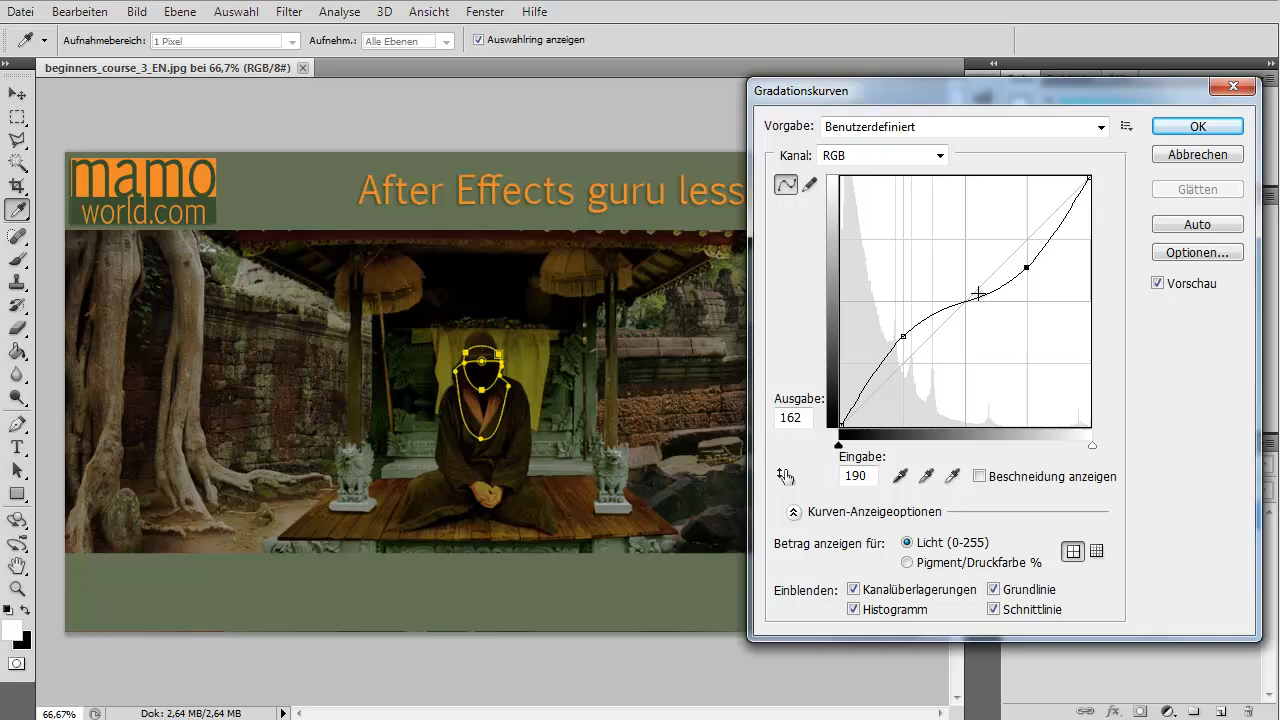 Datei Bearbeiten Bild Ebene Auswahl Filter Analyse 3D Ansicht Fenster Hilfe
Aufnahmebereich: 1 Pixel Aufnehm.: Alle Ebenen Auswahlring anzeigen
beginners_course_3_EN.jpg bei 66,7% (RGB/8#)
mamo
world.com
After Effects guru less
Gradationskurven
Vorgabe: Benutzerdefiniert
OK
Kanal: RGB
Abbrechen
Glätten
Auto
Optionen...
Vorschau
Ausgabe:
162
Eingabe:
190
Beschneidung anzeigen
Kurven-Anzeigeoptionen
Betrag anzeigen für: Licht (0-255)
Pigment/Druckfarbe %
Einblenden: Kanalüberlagerungen Grundlinie
Histogramm Schnittlinie
66,67% Dok: 2,64 MB/2,64 MB